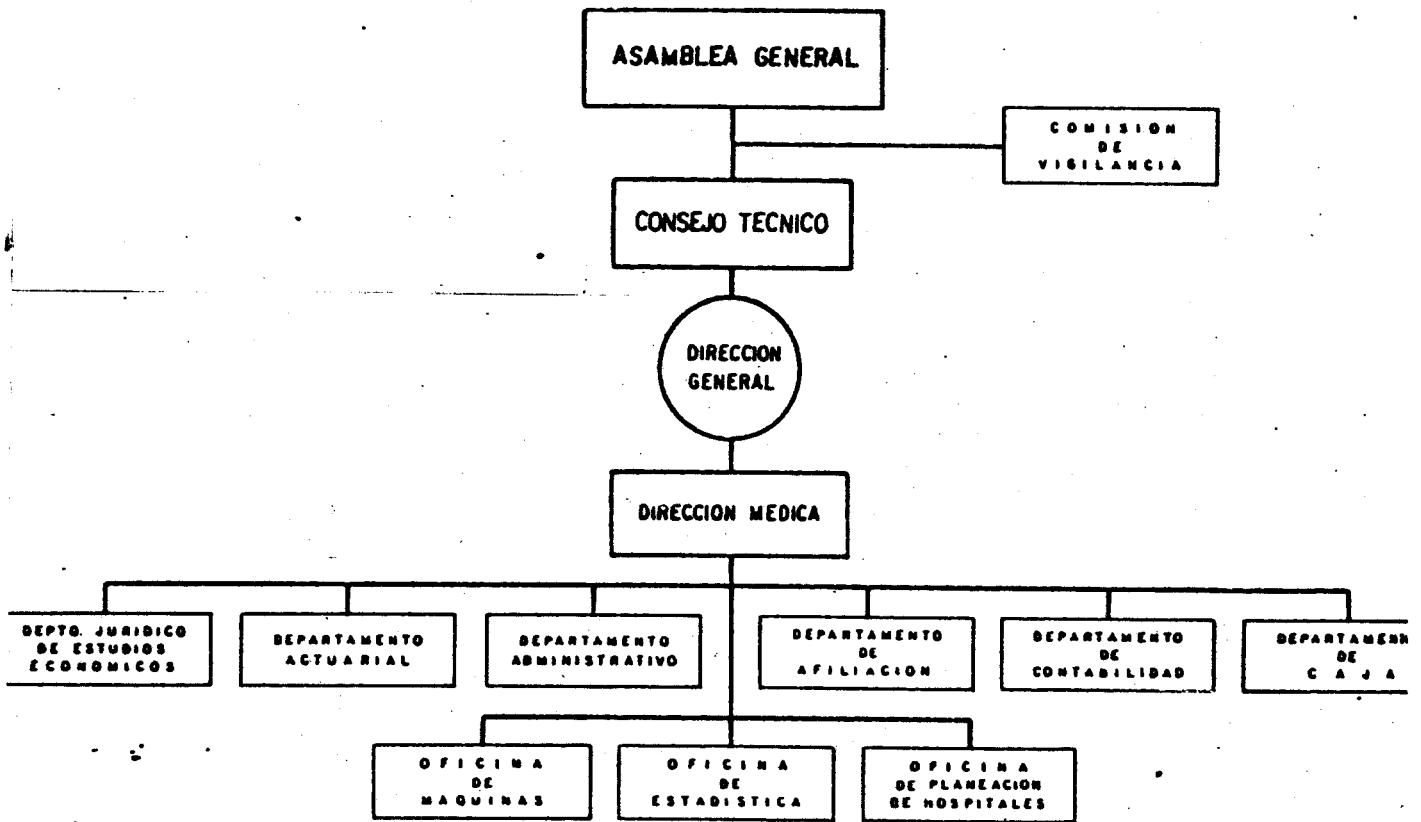 ASAMBLEA GENERAL
COMISION
DE
VIGILANCIA
CONSEJO TECNICO
DIRECCION
GENERAL
DIRECCION MEDICA
DEPTO. JURIDICO
DE ESTUDIOS
ECONOMICOS
DEPARTAMENTO
ACTUARIAL
DEPARTAMENTO
ADMINISTRATIVO
DEPARTAMENTO
DE
AFILIACION
DEPARTAMENTO
DE
CONTABILIDAD
DE
CAJA
OFICINA
DE
MAQUINAS
OFICINA
DE
ESTADISTICA
OFICINA
DE PLANEACION
DE HOSPITALES